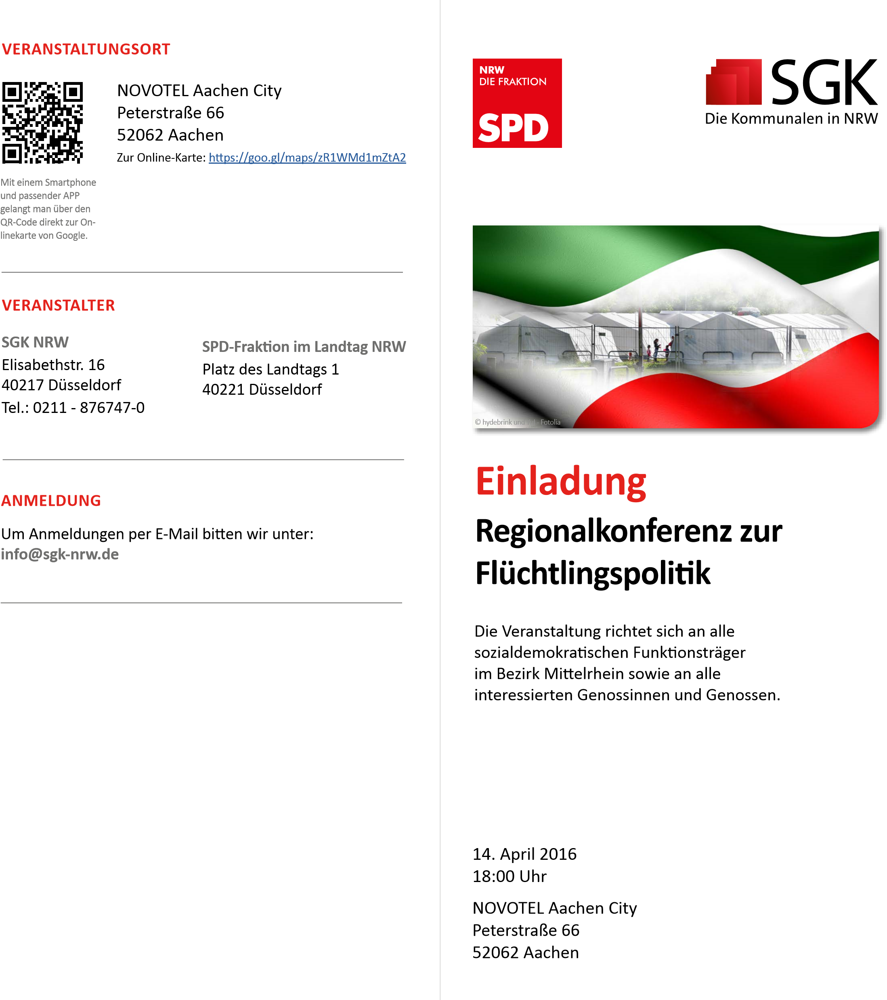 VERANSTALTUNGSORT
NOVOTEL Aachen City
Peterstraße 66
52062 Aachen
Zur Online-Karte: https://goo.gl/maps/zR1WMd1mZtA2
Mit einem Smartphone
und passender APP
gelangt man über den
QR-Code direkt zur On-
linekarte von Google.
VERANSTALTER
SGK NRW
Elisabethstr. 16
40217 Düsseldorf
Tel.: 0211 - 876747-0
SPD-Fraktion im Landtag NRW
Platz des Landtags 1
40221 Düsseldorf
ANMELDUNG
Um Anmeldungen per E-Mail bitten wir unter:
info@sgk-nrw.de
NRW
DIE FRAKTION
SPD
SGK
Die Kommunalen in NRW
© hydebrink und - Fotolia
Einladung
Regionalkonferenz zur
Flüchtlingspolitik
Die Veranstaltung richtet sich an alle
sozialdemokratischen Funktionsträger
im Bezirk Mittelrhein sowie an alle
interessierten Genossinnen und Genossen.
14. April 2016
18:00 Uhr
NOVOTEL Aachen City
Peterstraße 66
52062 Aachen